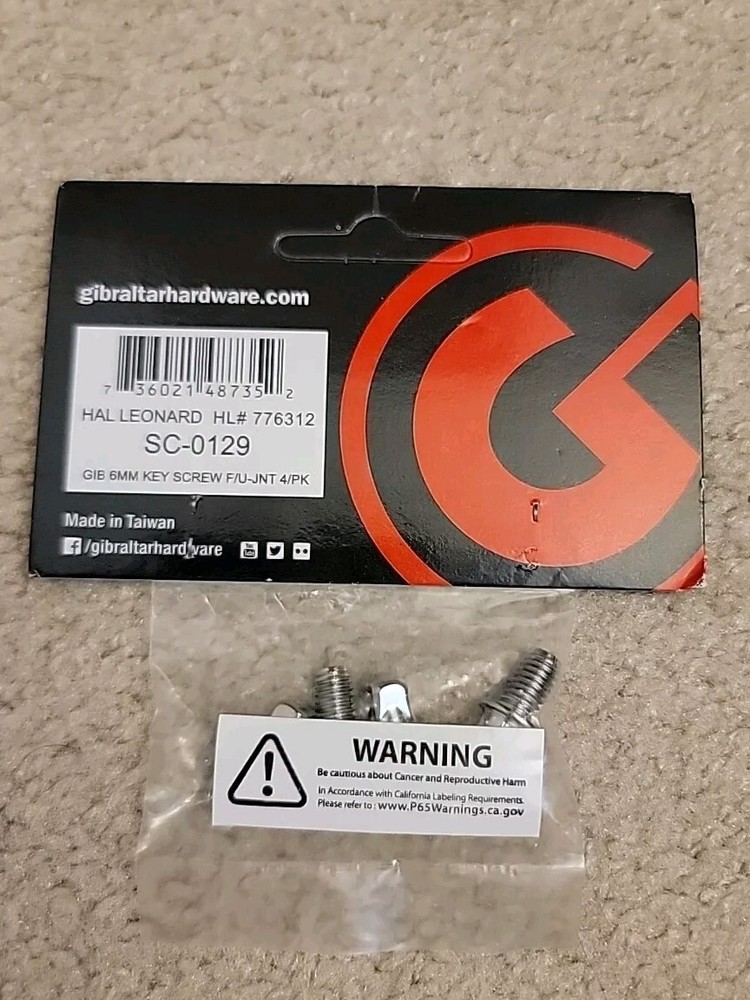 gibraltarhardware.com
7 36021 48735 2
HAL LEONARD HL# 776312
SC-0129
GIB 6MM KEY SCREW F/U-JNT 4/PK
Made in Taiwan
f /gibraltarhardware You Tube
WARNING
Be cautious about Cancer and Reproductive Harm
In Accordance with California Labeling Requirements.
Please refer to : www.P65Warnings.ca.gov